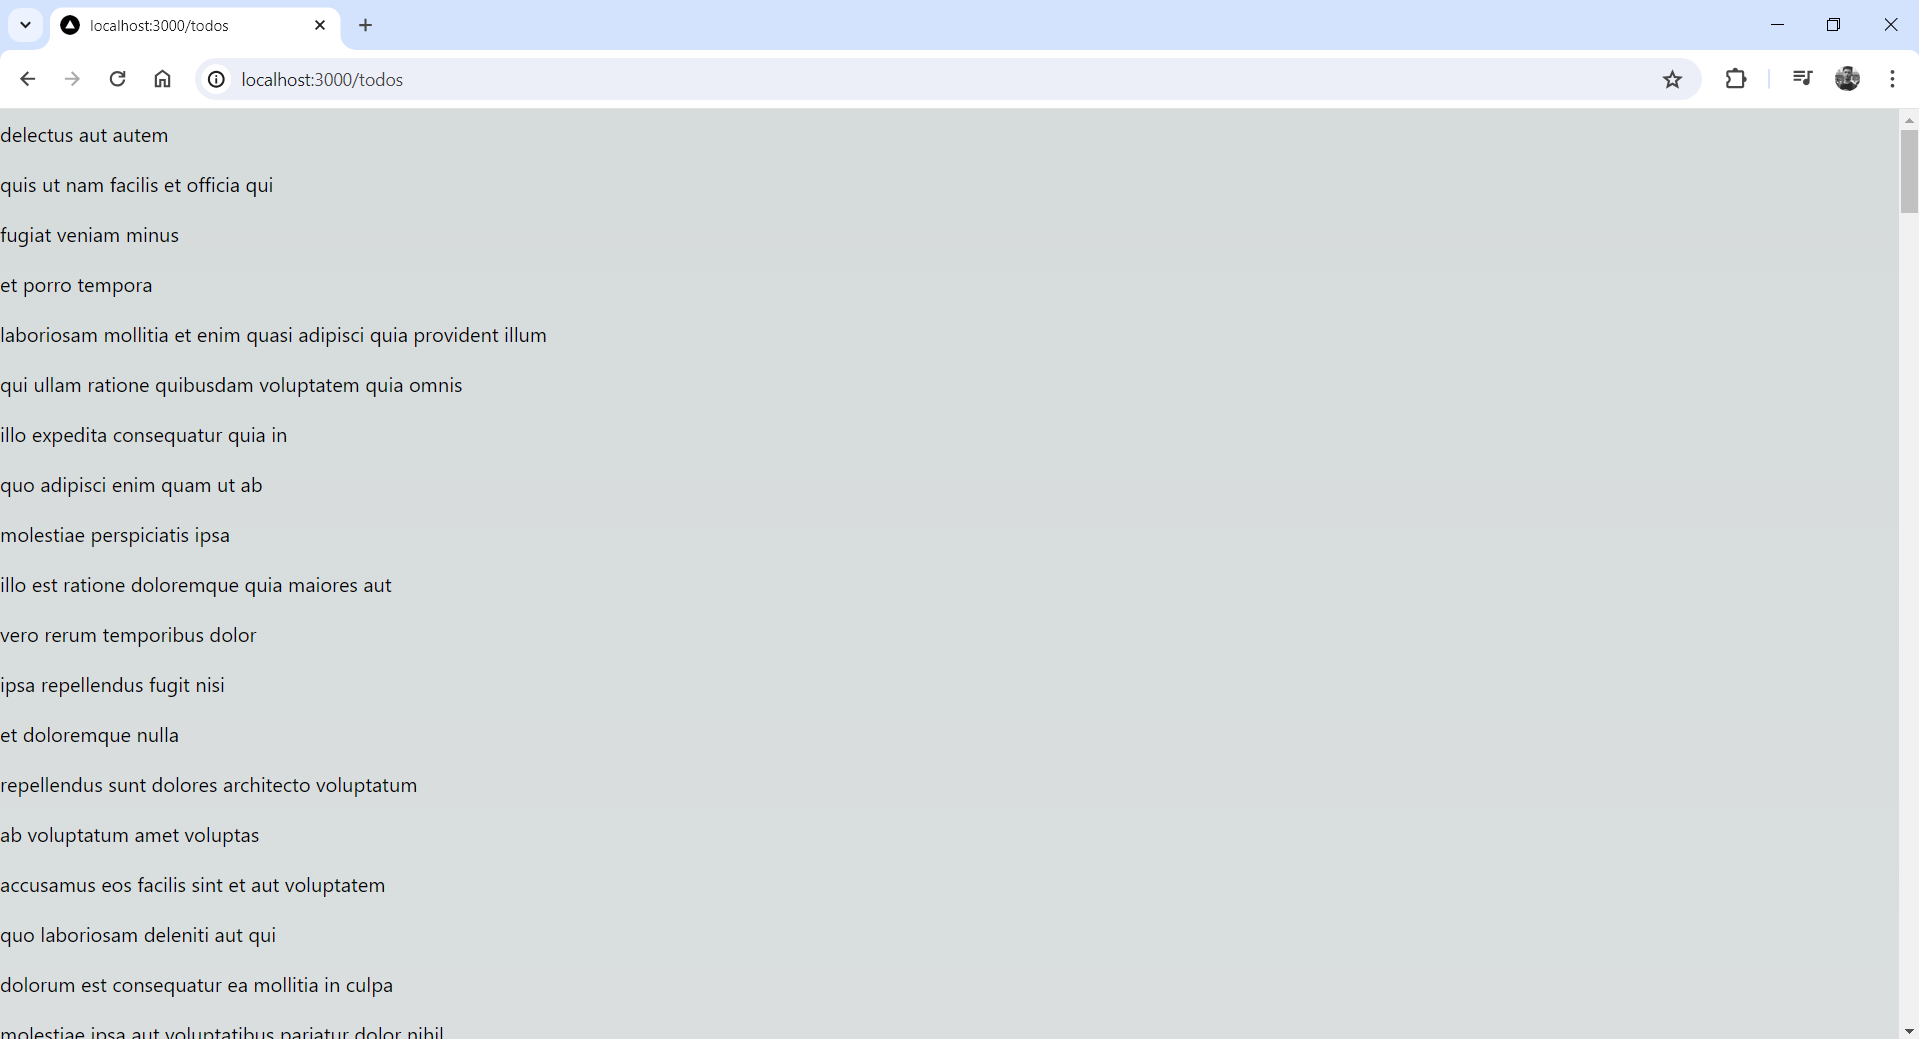 localhost:3000/todos
localhost:3000/todos
delectus aut autem
quis ut nam facilis et officia qui
fugiat veniam minus
et porro tempora
laboriosam mollitia et enim quasi adipisci quia provident illum
qui ullam ratione quibusdam voluptatem quia omnis
illo expedita consequatur quia in
quo adipisci enim quam ut ab
molestiae perspiciatis ipsa
illo est ratione doloremque quia maiores aut
vero rerum temporibus dolor
ipsa repellendus fugit nisi
et doloremque nulla
repellendus sunt dolores architecto voluptatum
ab voluptatum amet voluptas
accusamus eos facilis sint et aut voluptatem
quo laboriosam deleniti aut qui
dolorum est consequatur ea mollitia in culpa
molestiae ipsa aut voluptatibus pariatur dolor nihil